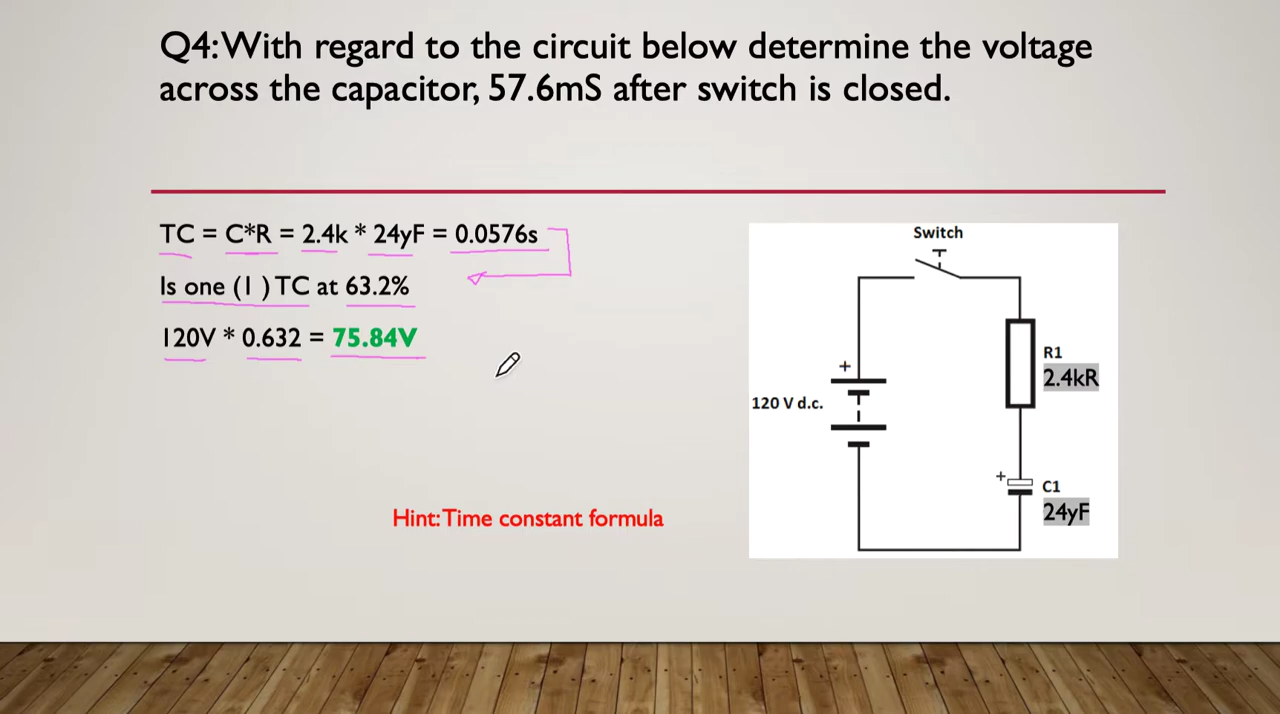 Q4: With regard to the circuit below determine the voltage
across the capacitor, 57.6mS after switch is closed.
TC = C*R = 2.4k * 24yF = 0.0576s
Is one (1 ) TC at 63.2%
120V * 0.632 = 75.84V
Hint: Time constant formula
Switch
+
120 V d.c.
R1
2.4kR
+
C1
24yF